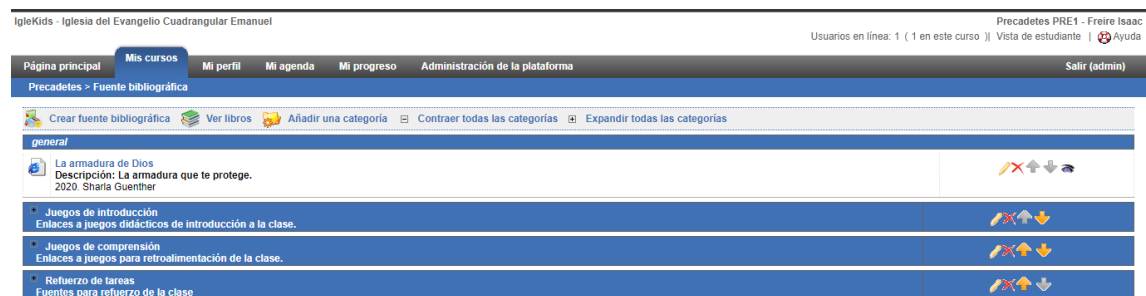 IgleKids - Iglesia del Evangelio Cuadrangular Emanuel
Precadetes PRE1 - Freire Isaac
Usuarios en línea: 1 ( 1 en este curso )| Vista de estudiante | Ayuda
Página principal Mis cursos Mi perfil Mi agenda Mi progreso Administración de la plataforma Salir (admin)
Precadetes > Fuente bibliográfica
Crear fuente bibliográfica Ver libros Añadir una categoría Contraer todas las categorías Expandir todas las categorías
general
La armadura de Dios
Descripción: La armadura que te protege.
2020. Sharla Guenther
Juegos de introducción
Enlaces a juegos didácticos de introducción a la clase.
Juegos de comprensión
Enlaces a juegos para retroalimentación de la clase.
Refuerzo de tareas
Fuentes para refuerzo de la clase